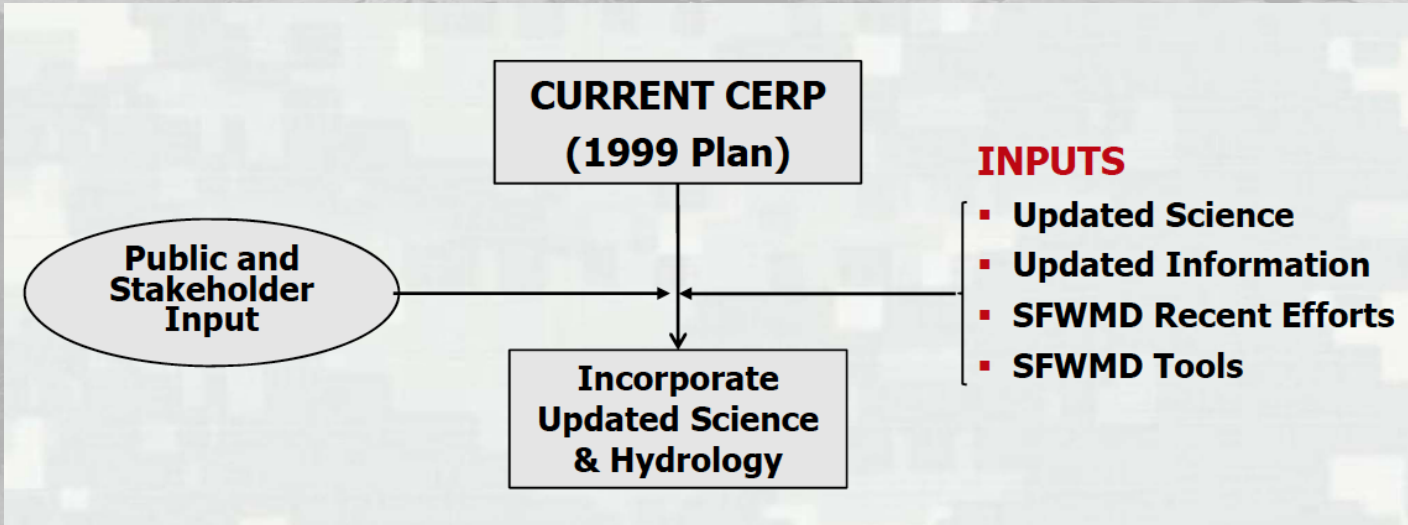 CURRENT CERP
(1999 Plan)
Public and
Stakeholder
Input
INPUTS
▪ Updated Science
▪ Updated Information
▪ SFWMD Recent Efforts
▪ SFWMD Tools
Incorporate
Updated Science
& Hydrology